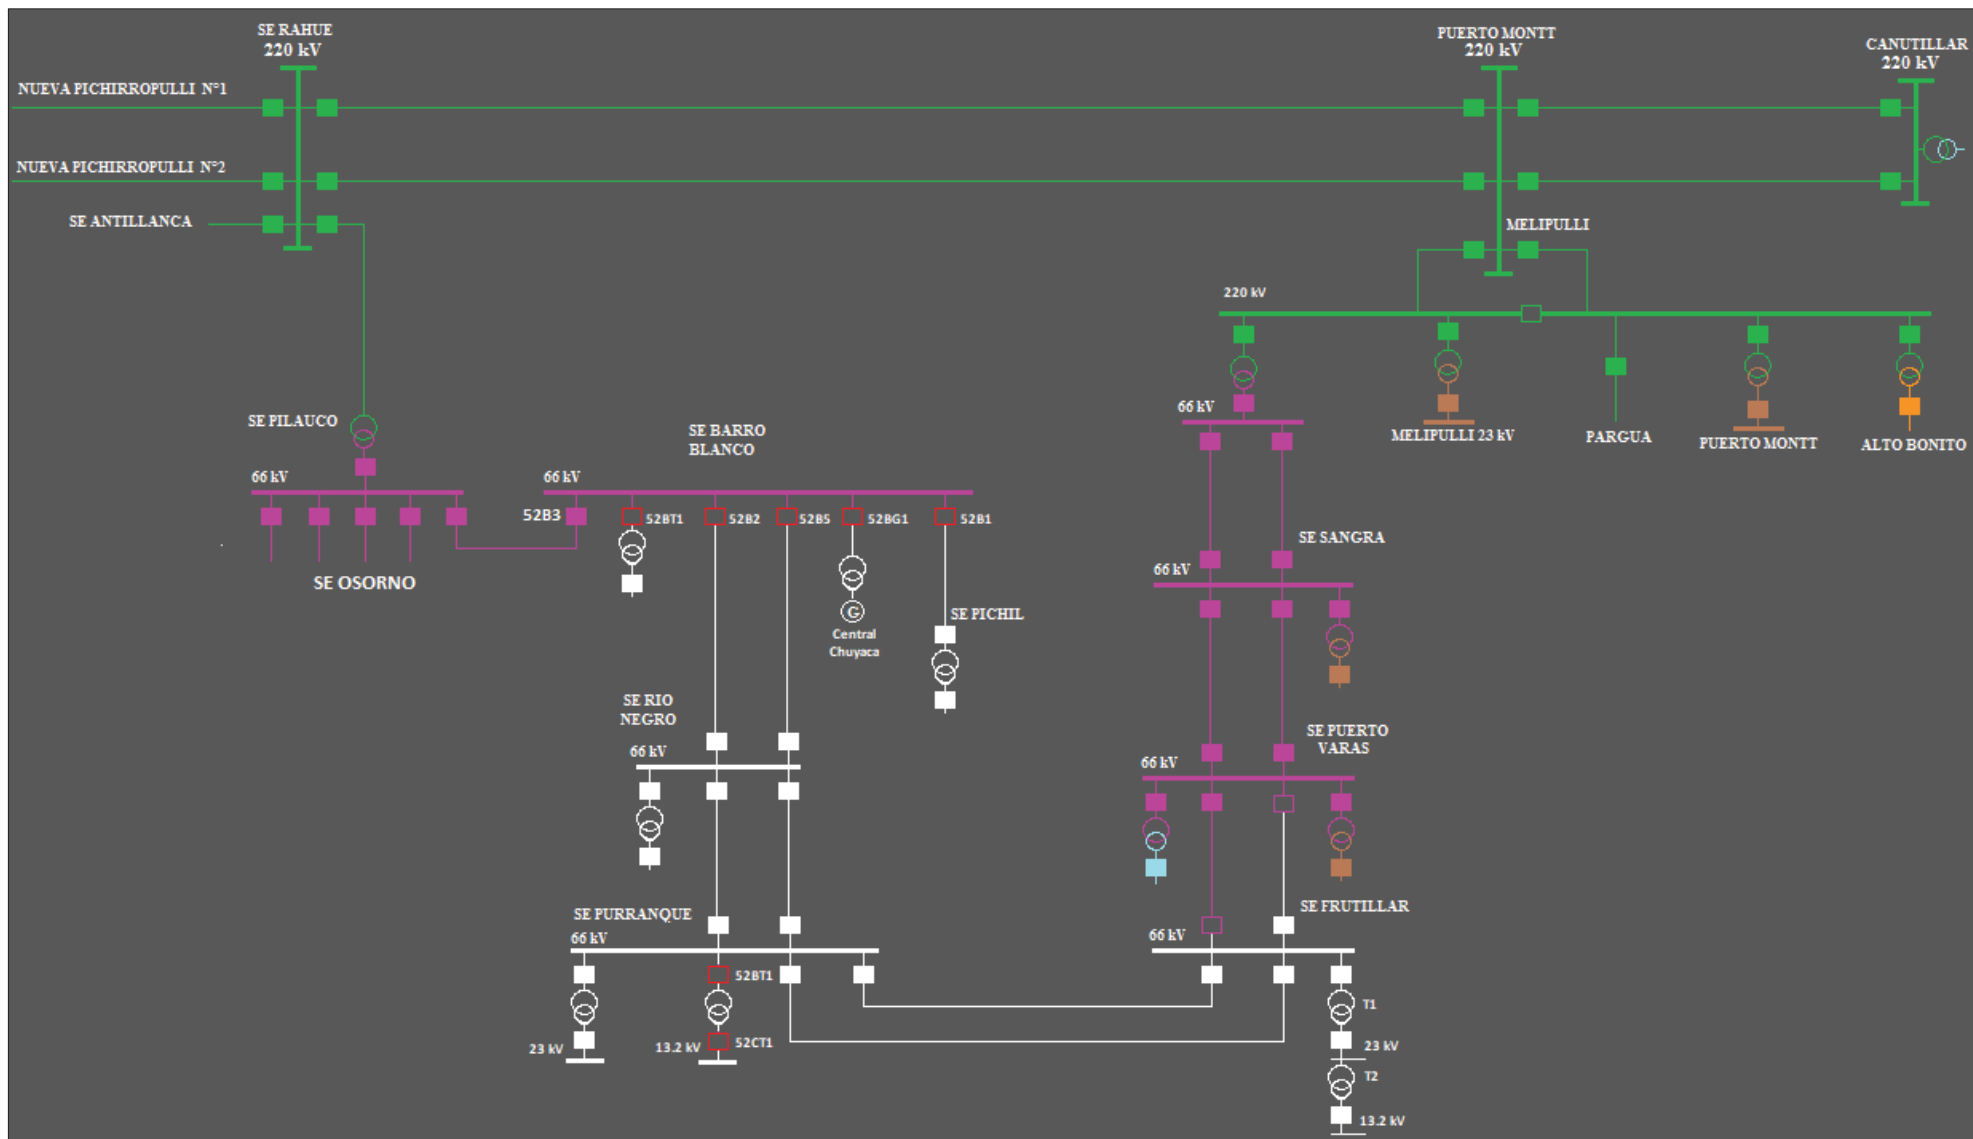 SE RAHUE
220 kV
PUERTO MONTT
220 kV
CANUTILLAR
220 kV
NUEVA PICHIRROPULLI N°1
NUEVA PICHIRROPULLI N°2
SE ANTILLANCA
MELIPULLI
220 kV
SE PILAUCO
66 kV
SE OSORNO
SE BARRO
BLANCO
66 kV
52B3
52BT1
52B2
52B5
52BG1
52B1
Central
Chuyaca
G
SE PICHIL
66 kV
MELIPULLI 23 kV
PARGUA
PUERTO MONTT
ALTO BONITO
SE SANGRA
66 kV
SE RIO
NEGRO
66 kV
SE PUERTO
VARAS
66 kV
SE PURRANQUE
66 kV
52BT1
52CT1
23 kV
13.2 kV
SE FRUTILLAR
66 kV
T1
23 kV
T2
13.2 kV